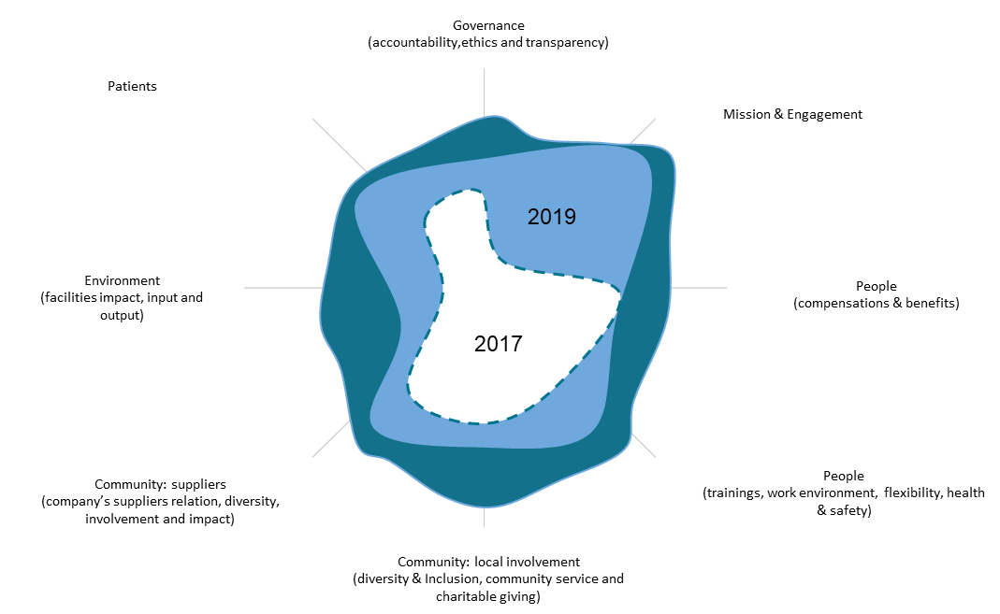 Governance
(accountability,ethics and transparency)
Patients
Mission & Engagement
2019
Environment
(facilities impact, input and
output)
People
(compensations & benefits)
2017
Community: suppliers
(company’s suppliers relation, diversity,
involvement and impact)
People
(trainings, work environment, flexibility, health
& safety)
Community: local involvement
(diversity & Inclusion, community service and
charitable giving)